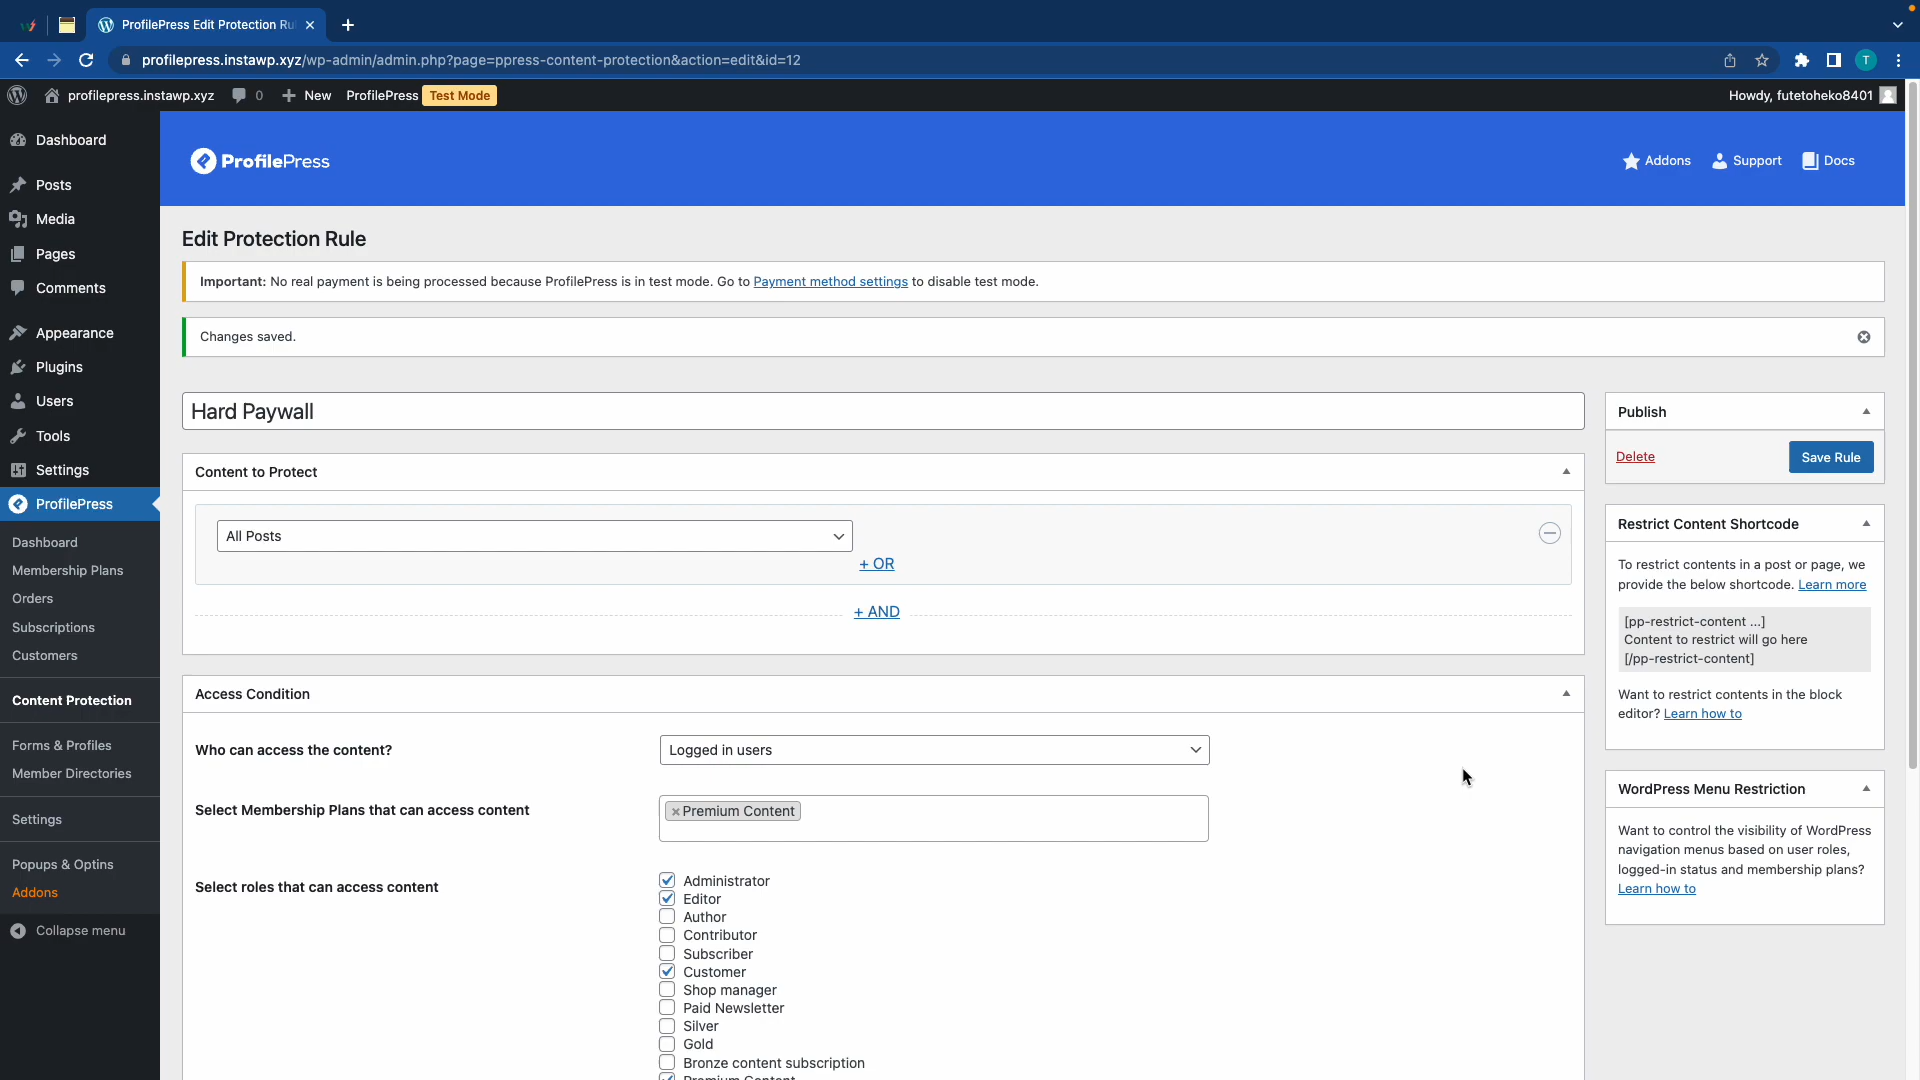 ProfilePress Edit Protection Ru
profilepress.instawp.xyz/wp-admin/admin.php?page=ppress-content-protection&action=edit&id=12
T
profilepress.instawp.xyz
0
New
ProfilePress
Test Mode
Howdy, futetoheko8401
Dashboard
Posts
Media
Pages
Comments
Appearance
Plugins
Users
Tools
Settings
ProfilePress
Dashboard
Membership Plans
Orders
Subscriptions
Customers
Content Protection
Forms & Profiles
Member Directories
Settings
Popups & Optins
Addons
Collapse menu
ProfilePress
Addons
Support
Docs
Edit Protection Rule
Important: No real payment is being processed because ProfilePress is in test mode. Go to Payment method settings to disable test mode.
Changes saved.
Hard Paywall
Content to Protect
All Posts
+ OR
+ AND
Access Condition
Who can access the content?
Logged in users
Select Membership Plans that can access content
×Premium Content
Select roles that can access content
Administrator
Editor
Author
Contributor
Subscriber
Customer
Shop manager
Paid Newsletter
Silver
Gold
Bronze content subscription
Premium Content
Publish
Delete
Save Rule
Restrict Content Shortcode
To restrict contents in a post or page, we
provide the below shortcode. Learn more
[pp-restrict-content ...]
Content to restrict will go here
[/pp-restrict-content]
Want to restrict contents in the block
editor? Learn how to
WordPress Menu Restriction
Want to control the visibility of WordPress
navigation menus based on user roles,
logged-in status and membership plans?
Learn how to